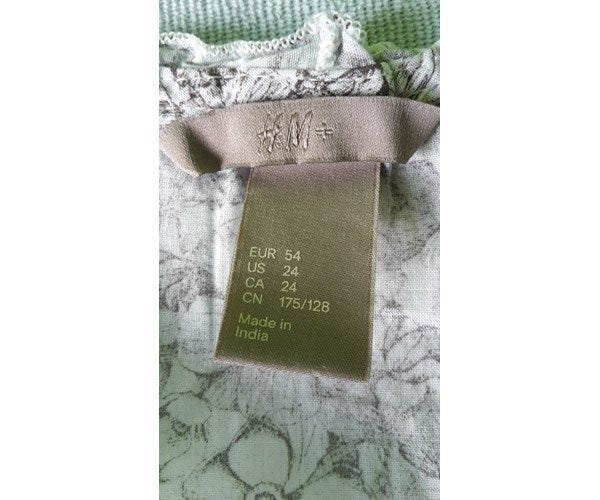 H&M+
EUR 54
US 24
CA 24
CN 175/128
Made in
India